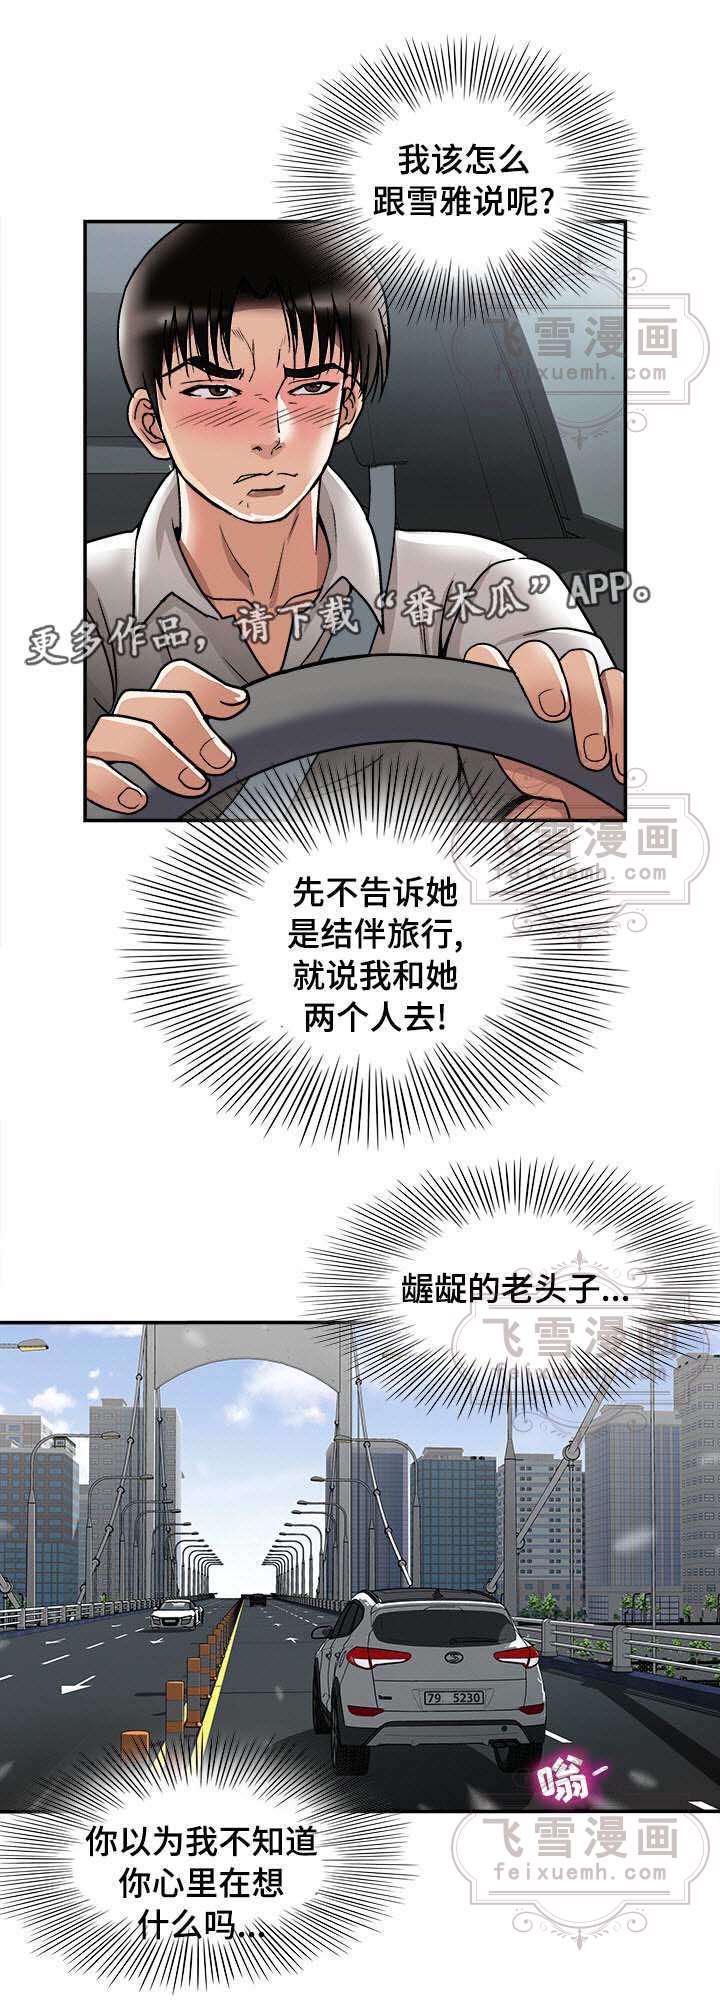 我该怎么
跟雪雅说呢?
飞雪漫画
feixuemh.com
更多作品，请下载“番木瓜”APP。
飞雪漫画
feixuemh.com
先不告诉她
是结伴旅行,
就说我和她
两个人去!
龌龊的老头子...
飞雪漫画
feixuemh.com
79 5230
嗡
飞雪漫画
feixuemh.com
你以为我不知道
你心里在想
什么吗...